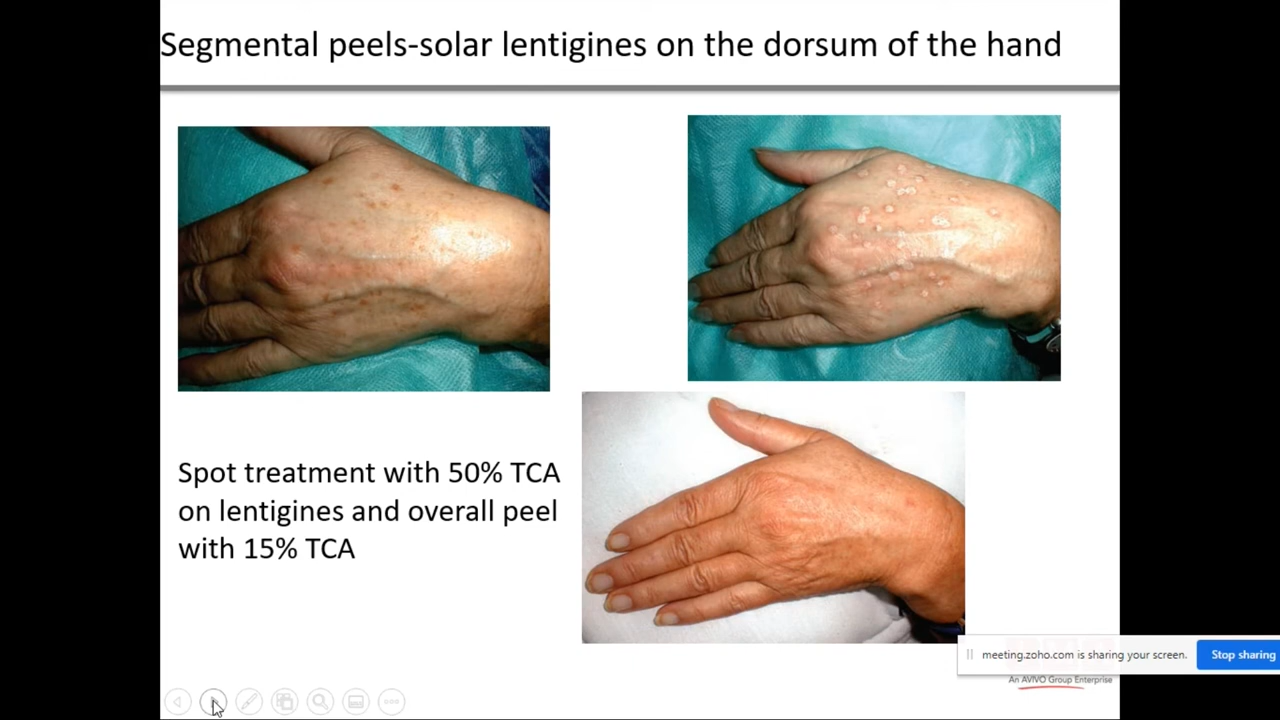 Segmental peels-solar lentigines on the dorsum of the hand
Spot treatment with 50% TCA
on lentigines and overall peel
with 15% TCA
meeting.zoho.com is sharing your screen.
Stop sharing
An AVIVO Group Enterprise